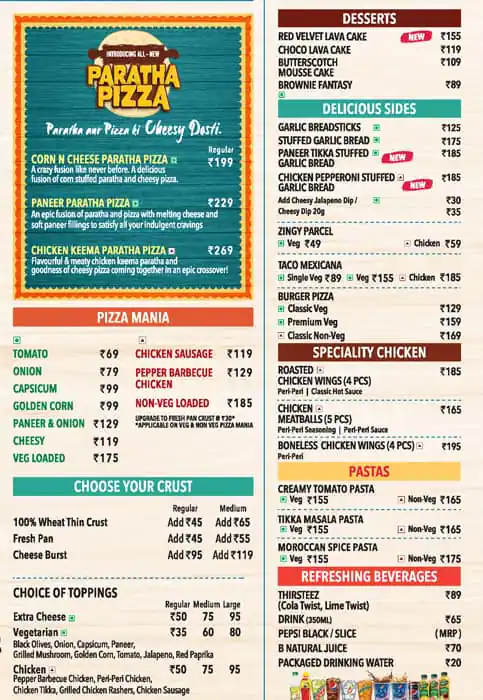 INTRODUCING ALL - NEW
PARATHA
PIZZA
Paratha aur Pizza ki Cheesy Dosti.
Regular
CORN N CHEESE PARATHA PIZZA ₹199
A crazy fusion like never before. A delicious
fusion of corn stuffed paratha and cheesy pizza.
PANEER PARATHA PIZZA ₹229
An epic fusion of paratha and pizza with melting cheese and
soft paneer fillings to satisfy all your indulgent cravings
CHICKEN KEEMA PARATHA PIZZA ₹269
Flavourful & meaty chicken keema paratha and
goodness of cheesy pizza coming together in an epic crossover!
PIZZA MANIA
TOMATO ₹69
ONION ₹79
CAPSICUM ₹99
GOLDEN CORN ₹99
PANEER & ONION ₹129
CHEESY ₹119
VEG LOADED ₹175
CHICKEN SAUSAGE ₹119
PEPPER BARBECUE ₹129
CHICKEN
NON-VEG LOADED ₹185
UPGRADE TO FRESH PAN CRUST @ ₹30*
*APPLICABLE ON VEG & NON VEG PIZZA MANIA
CHOOSE YOUR CRUST
Regular Medium
100% Wheat Thin Crust Add ₹45 Add ₹65
Fresh Pan Add ₹45 Add ₹55
Cheese Burst Add ₹95 Add ₹119
CHOICE OF TOPPINGS
Regular Medium Large
Extra Cheese ₹50 75 95
Vegetarian ₹35 60 80
Black Olives, Onion, Capsicum, Paneer,
Grilled Mushroom, Golden Corn, Tomato, Jalapeno, Red Paprika
Chicken ₹50 75 95
Pepper Barbecue Chicken, Peri-Peri Chicken,
Chicken Tikka, Grilled Chicken Rashers, Chicken Sausage
DESSERTS
RED VELVET LAVA CAKE NEW ₹155
CHOCO LAVA CAKE ₹119
BUTTERSCOTCH ₹109
MOUSSE CAKE
BROWNIE FANTASY ₹89
DELICIOUS SIDES
GARLIC BREADSTICKS ₹125
STUFFED GARLIC BREAD ₹175
PANEER TIKKA STUFFED ₹185
GARLIC BREAD NEW
CHICKEN PEPPERONI STUFFED ₹185
GARLIC BREAD NEW
Add Cheesy Jalapeno Dip / ₹30
Cheesy Dip 20g ₹35
ZINGY PARCEL
Veg ₹49 Chicken ₹59
TACO MEXICANA
Single Veg ₹89 Veg ₹155 Chicken ₹185
BURGER PIZZA
Classic Veg ₹129
Premium Veg ₹159
Classic Non-Veg ₹169
SPECIALITY CHICKEN
ROASTED ₹185
CHICKEN WINGS (4 PCS)
Peri-Peri | Classic Hot Sauce
CHICKEN ₹165
MEATBALLS (5 PCS)
Peri-Peri Seasoning | Peri-Peri Sauce
BONELESS CHICKEN WINGS (4 PCS) ₹195
Peri-Peri
PASTAS
CREAMY TOMATO PASTA
Veg ₹155 Non-Veg ₹165
TIKKA MASALA PASTA
Veg ₹155 Non-Veg ₹165
MOROCCAN SPICE PASTA
Veg ₹155 Non-Veg ₹175
REFRESHING BEVERAGES
THIRSTEEZ ₹89
(Cola Twist, Lime Twist)
DRINK (350ML) ₹65
PEPSI BLACK / SLICE (MRP)
B NATURAL JUICE ₹70
PACKAGED DRINKING WATER ₹20